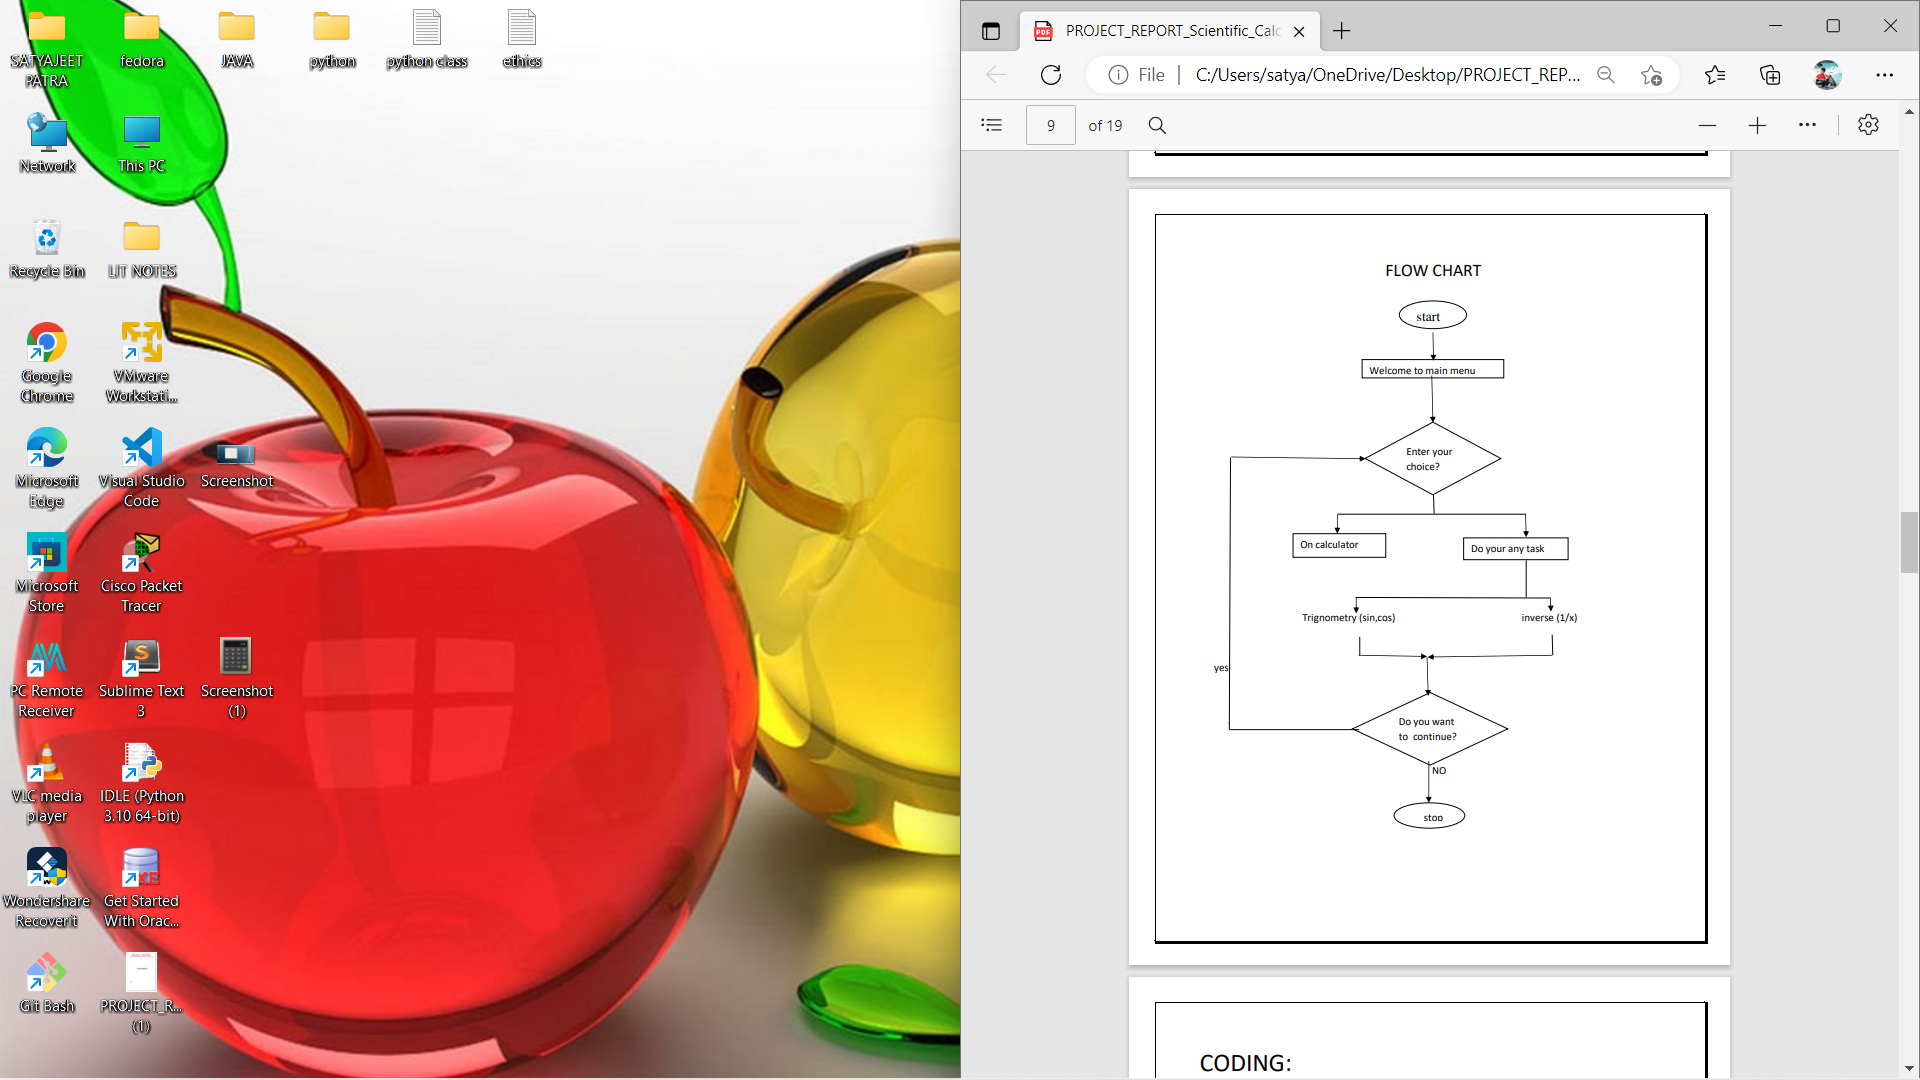 SATYAJEET
PATRA
fedora
JAVA
python
python class
ethics
Network
This PC
Recycle Bin
LIT NOTES
Google
Chrome
VMware
Workstati...
Microsoft
Edge
Visual Studio
Code
Screenshot
Microsoft
Store
Cisco Packet
Tracer
PC Remote
Receiver
Sublime Text
3
Screenshot
(1)
VLC media
player
IDLE (Python
3.10 64-bit)
Wondershare
Recoverit
Get Started
With Orac...
Git Bash
PROJECT_R...
(1)
PROJECT_REPORT_Scientific_Calc
File
C:/Users/satya/OneDrive/Desktop/PROJECT_REP...
9 of 19
FLOW CHART
start
Welcome to main menu
Enter your
choice?
On calculator
Do your any task
Trignometry (sin,cos)
inverse (1/x)
yes
Do you want
to continue?
NO
stop
CODING: